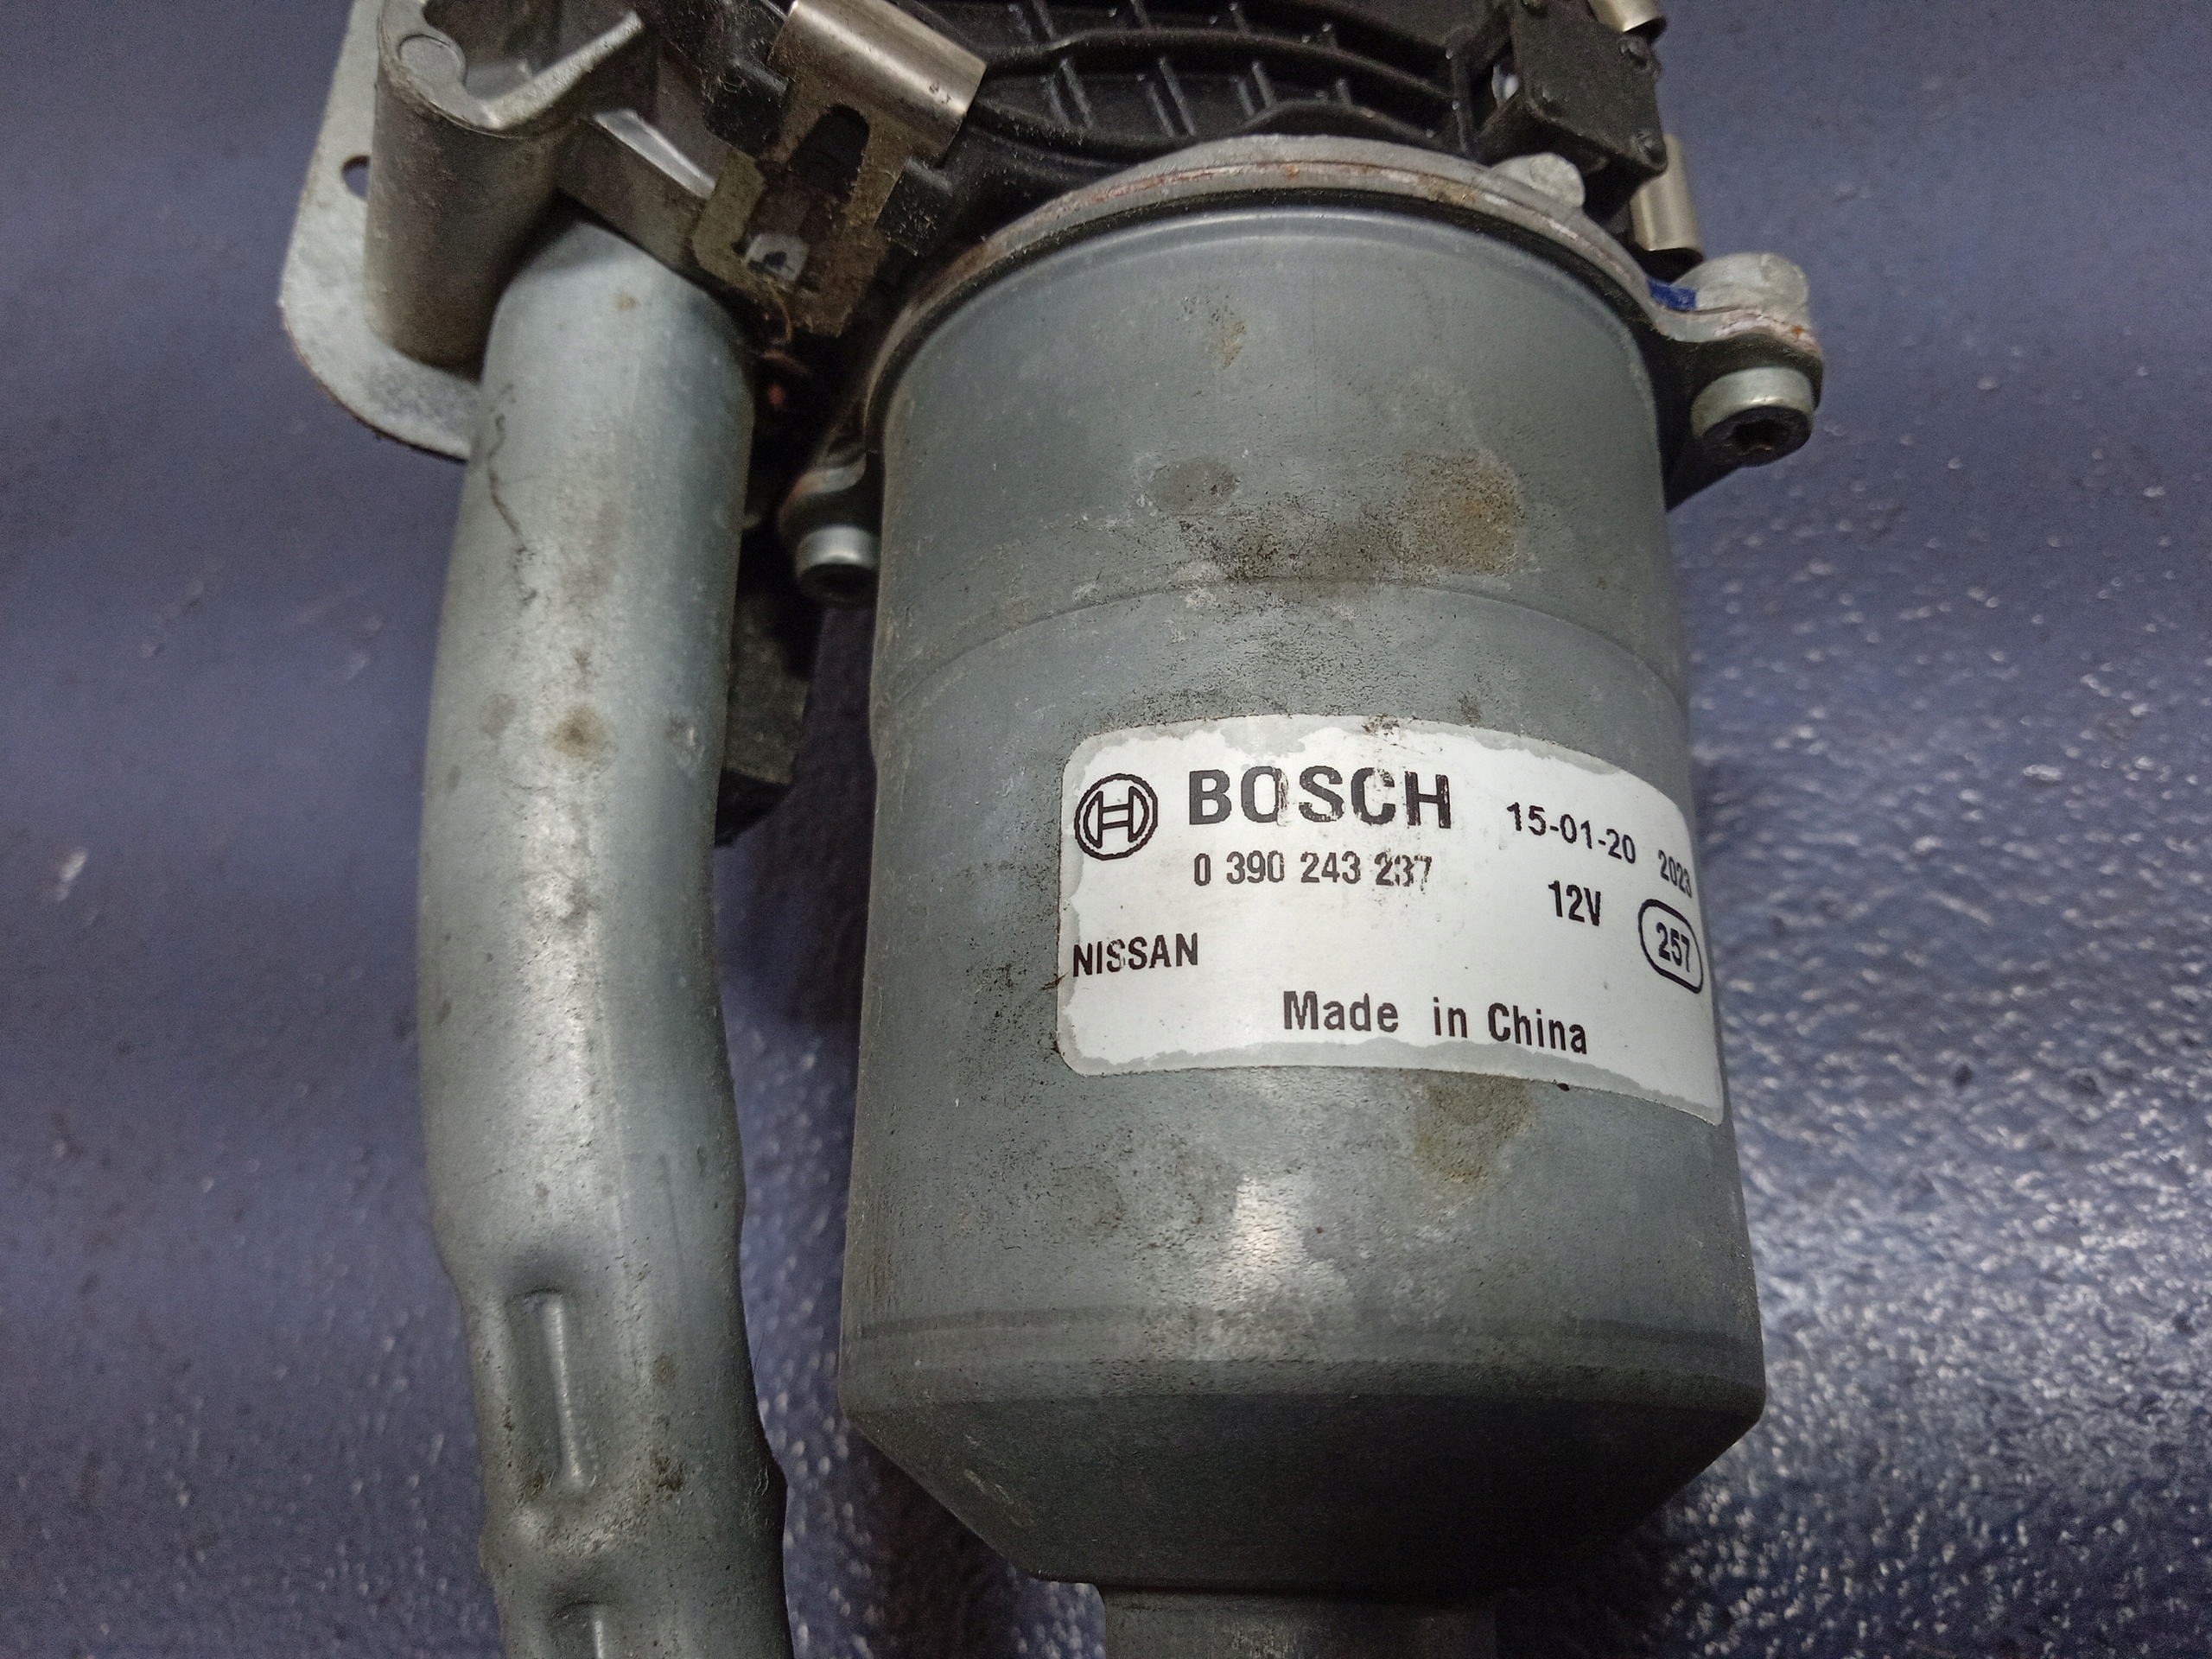 BOSCH 15-01-20 2023
0 390 243 237 12V
257
NISSAN
Made in China